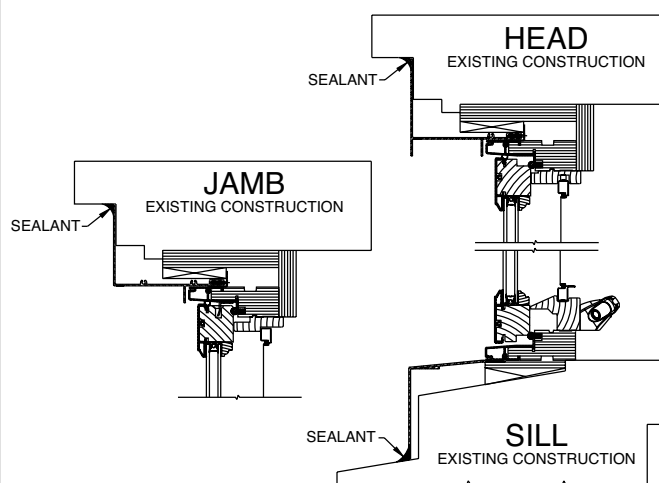 HEAD
EXISTING CONSTRUCTION
SEALANT
JAMB
EXISTING CONSTRUCTION
SEALANT
SEALANT
SILL
EXISTING CONSTRUCTION